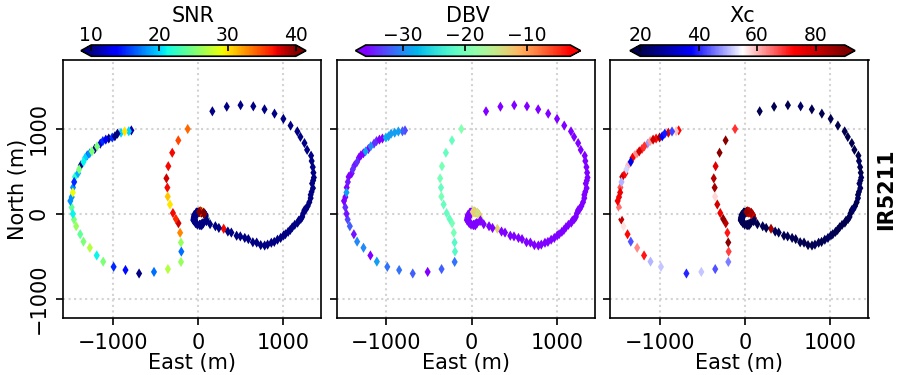 SNR DBV Xc
10 20 30 40 −30 −20 −10 20 40 60 80
North (m)
1000
0
−1000
−1000 0 1000 −1000 0 1000 −1000 0 1000
East (m) East (m) East (m)
IR5211